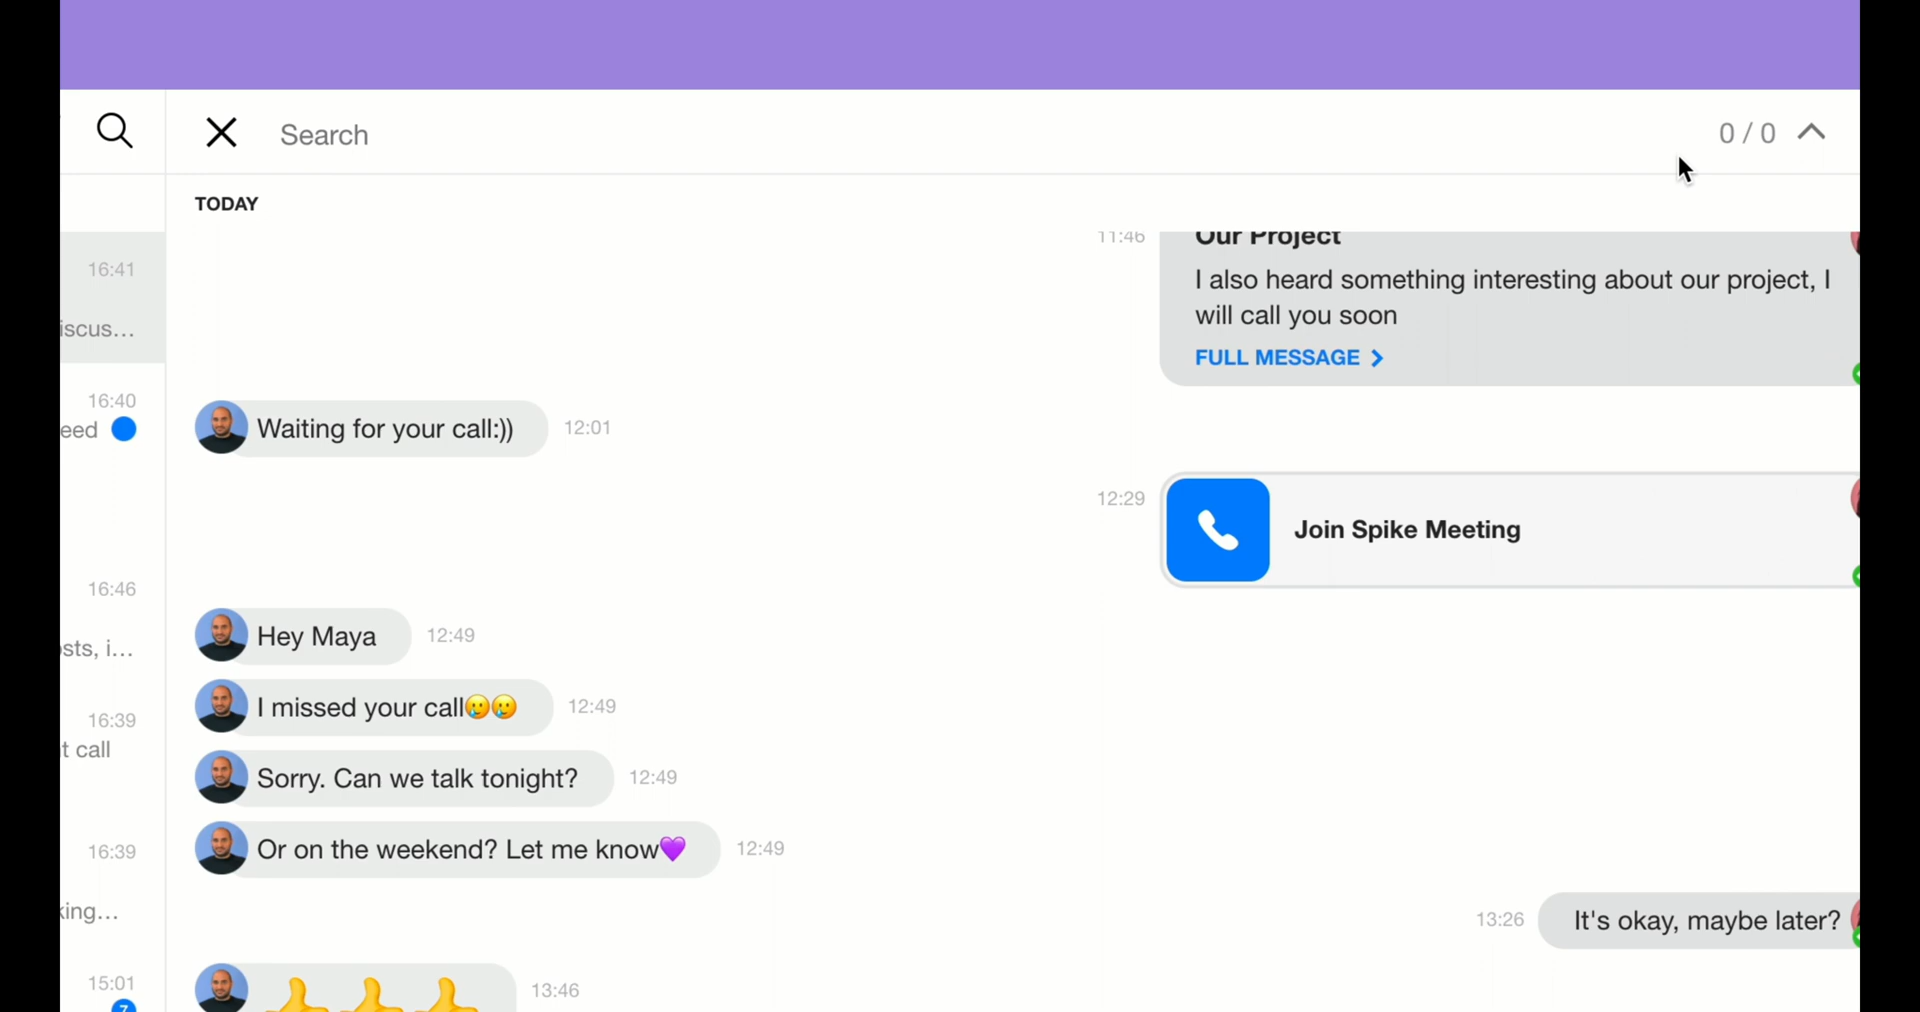 Search
0 / 0
TODAY
16:41
iscus...
16:40
eed
16:46
sts, i...
16:39
t call
16:39
king...
15:01
7
11:46
Our Project
I also heard something interesting about our project, I
will call you soon
FULL MESSAGE
Waiting for your call:)) 12:01
12:29
Join Spike Meeting
Hey Maya 12:49
I missed your call🥲🥲 12:49
Sorry. Can we talk tonight? 12:49
Or on the weekend? Let me know💜 12:49
13:26 It's okay, maybe later?
👍👍👍 13:46